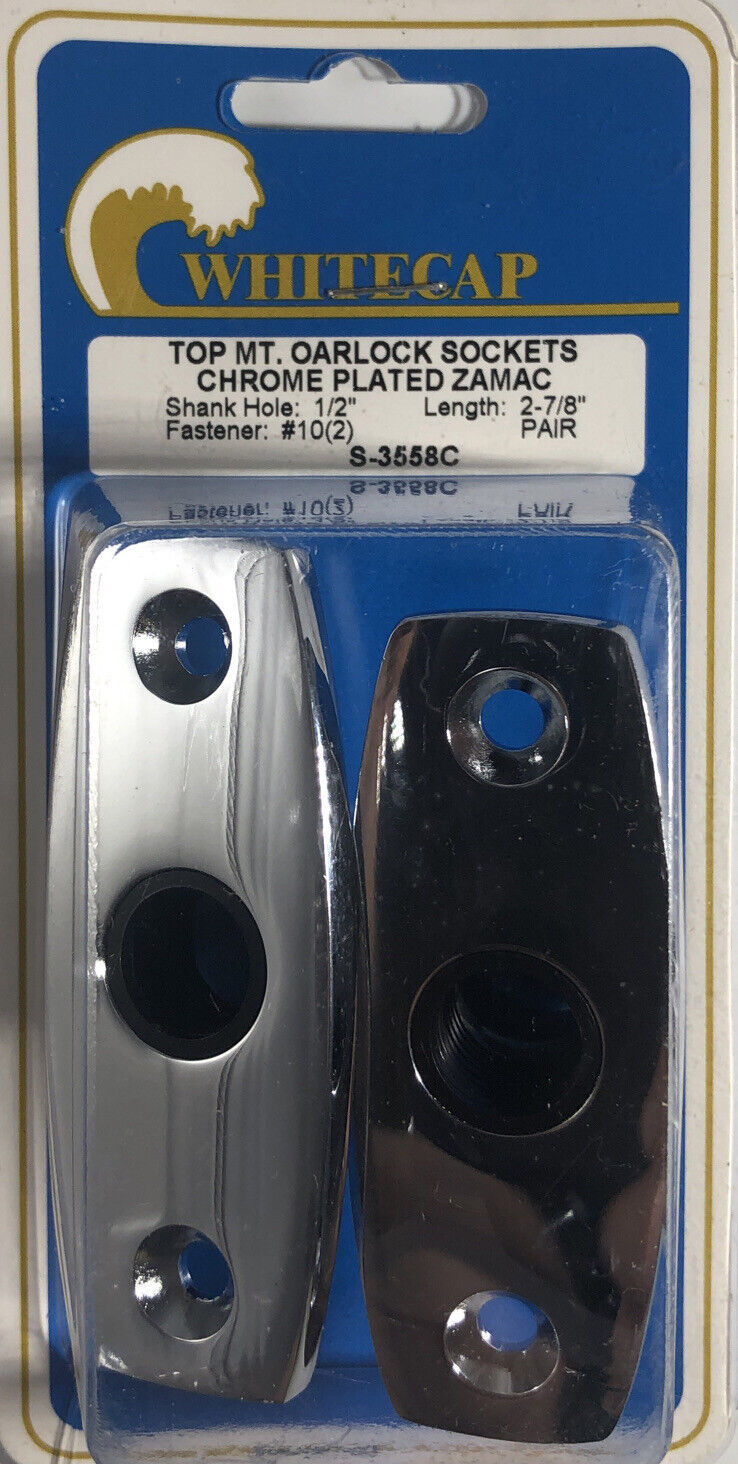 WHITECAP
TOP MT. OARLOCK SOCKETS
CHROME PLATED ZAMAC
Shank Hole: 1/2" Length: 2-7/8"
Fastener: #10(2) PAIR
S-3558C